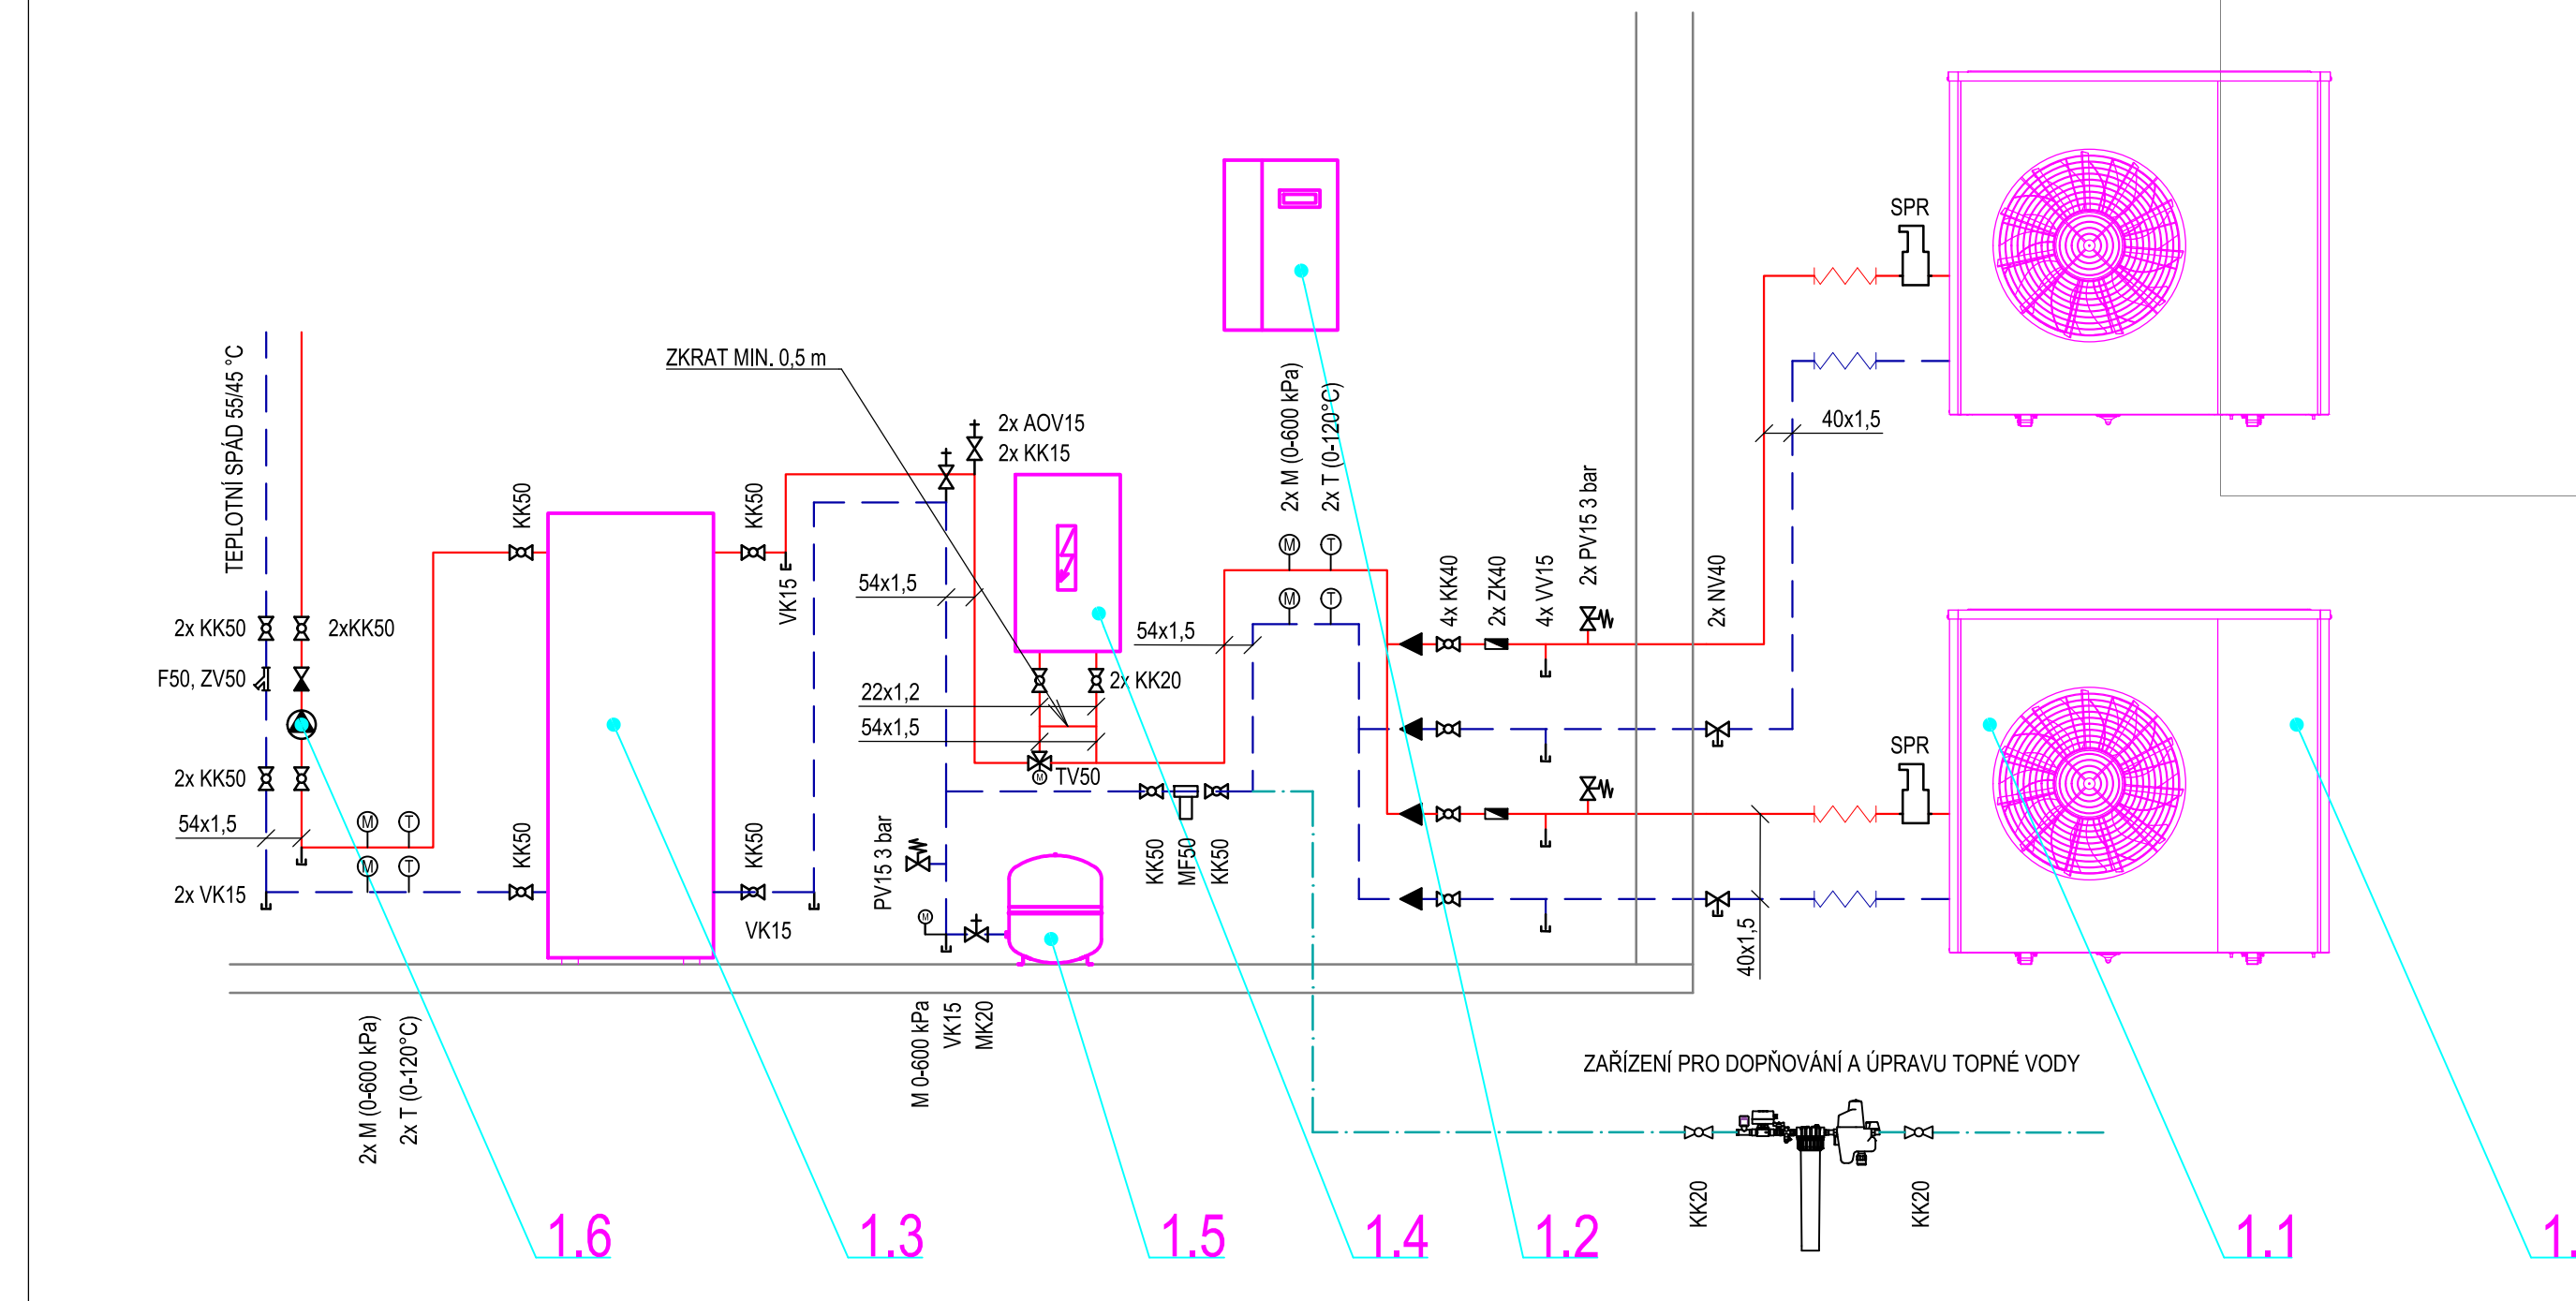 SPR
ZKRAT MIN. 0,5 m
TEPLOTNÍ SPÁD 55/45 °C
2x M (0-600 kPa)
2x T (0-120°C)
2x AOV15
2x KK15
40x1,5
KK50
KK50
VK15
54x1,5
54x1,5
4x KK40
2x ZK40
4x VV15
2x PV15 3 bar
2x NV40
2x KK50
2xKK50
F50, ZV50
2x KK20
22x1,2
54x1,5
M
T
M
T
M
TV50
SPR
2x KK50
54x1,5
M
T
M
T
2x VK15
KK50
KK50
VK15
PV15 3 bar
M
KK50
MF50
KK50
40x1,5
2x M (0-600 kPa)
2x T (0-120°C)
M 0-600 kPa
VK15
MK20
ZAŘÍZENÍ PRO DOPŇOVÁNÍ A ÚPRAVU TOPNÉ VODY
KK20
KK20
1.6
1.3
1.5
1.4
1.2
1.1
1.